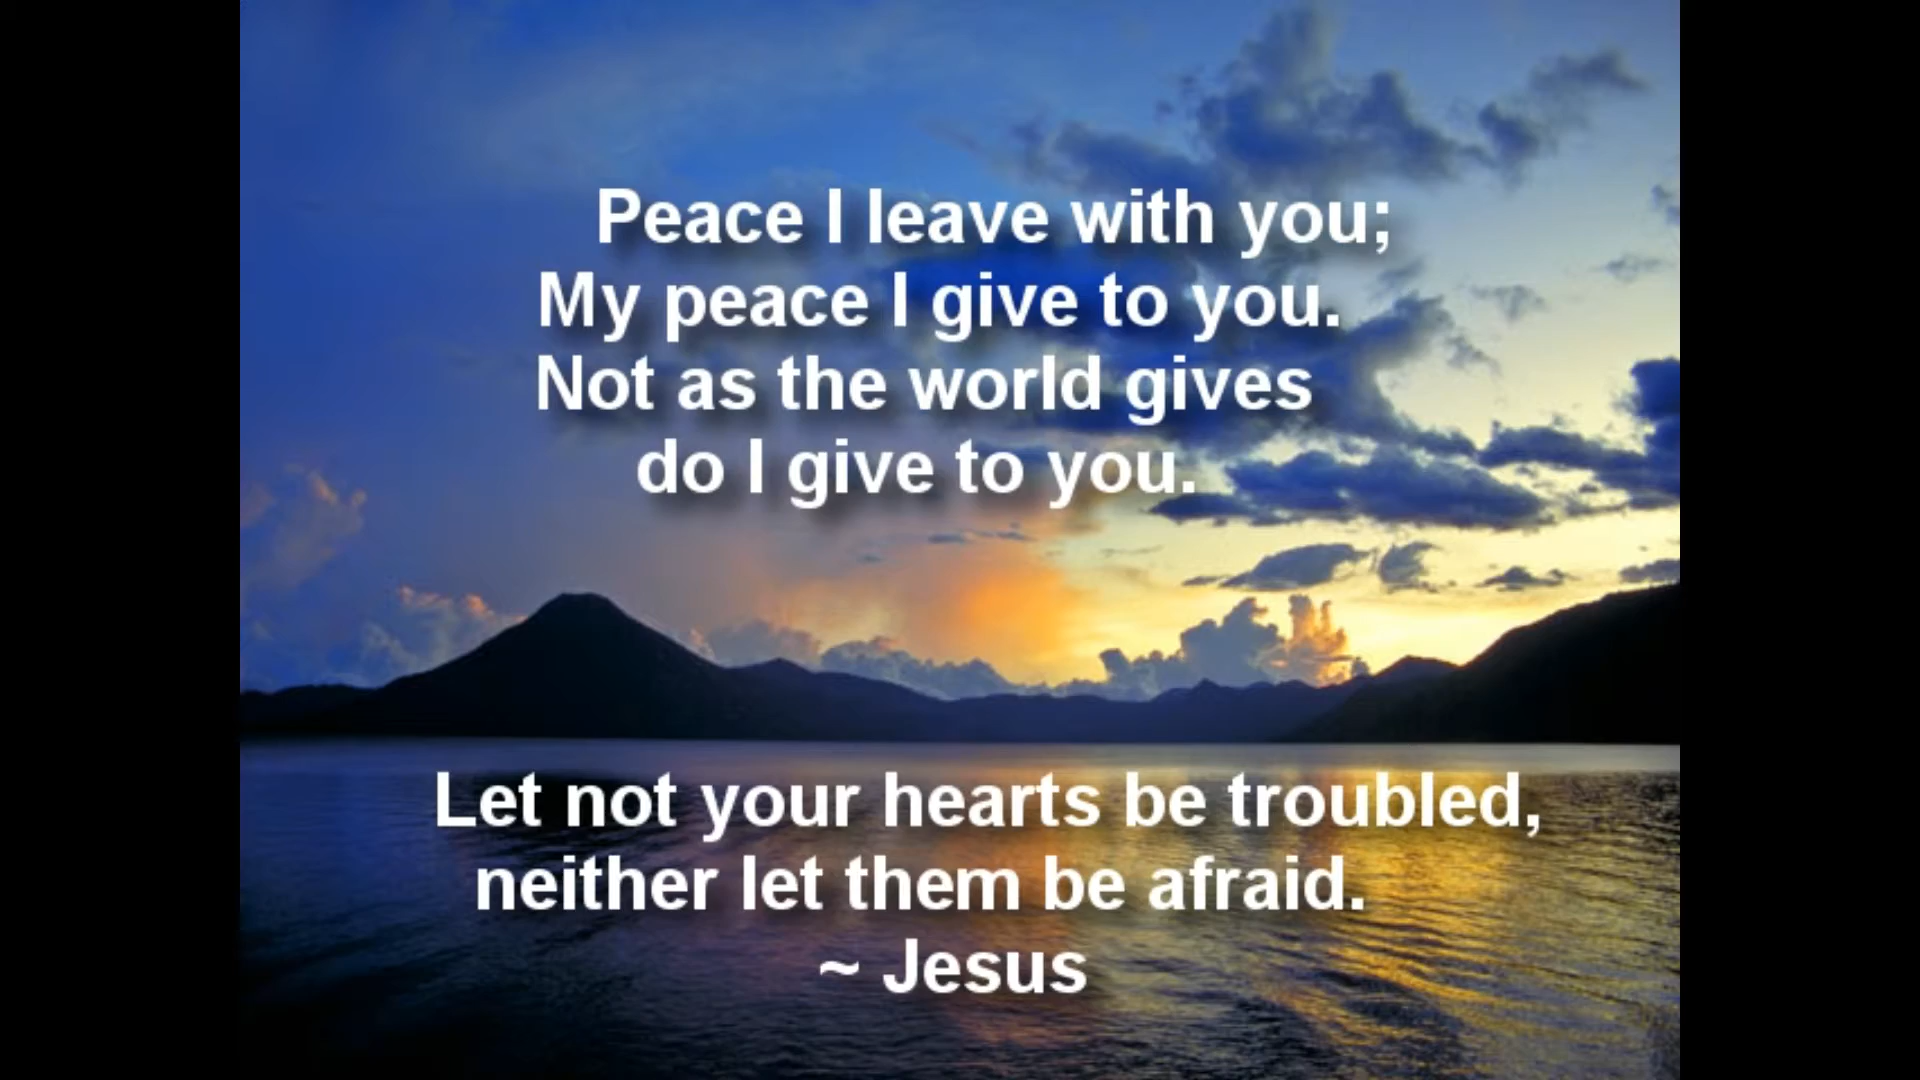 Peace I leave with you;
My peace I give to you.
Not as the world gives
do I give to you.
Let not your hearts be troubled,
neither let them be afraid.
~ Jesus